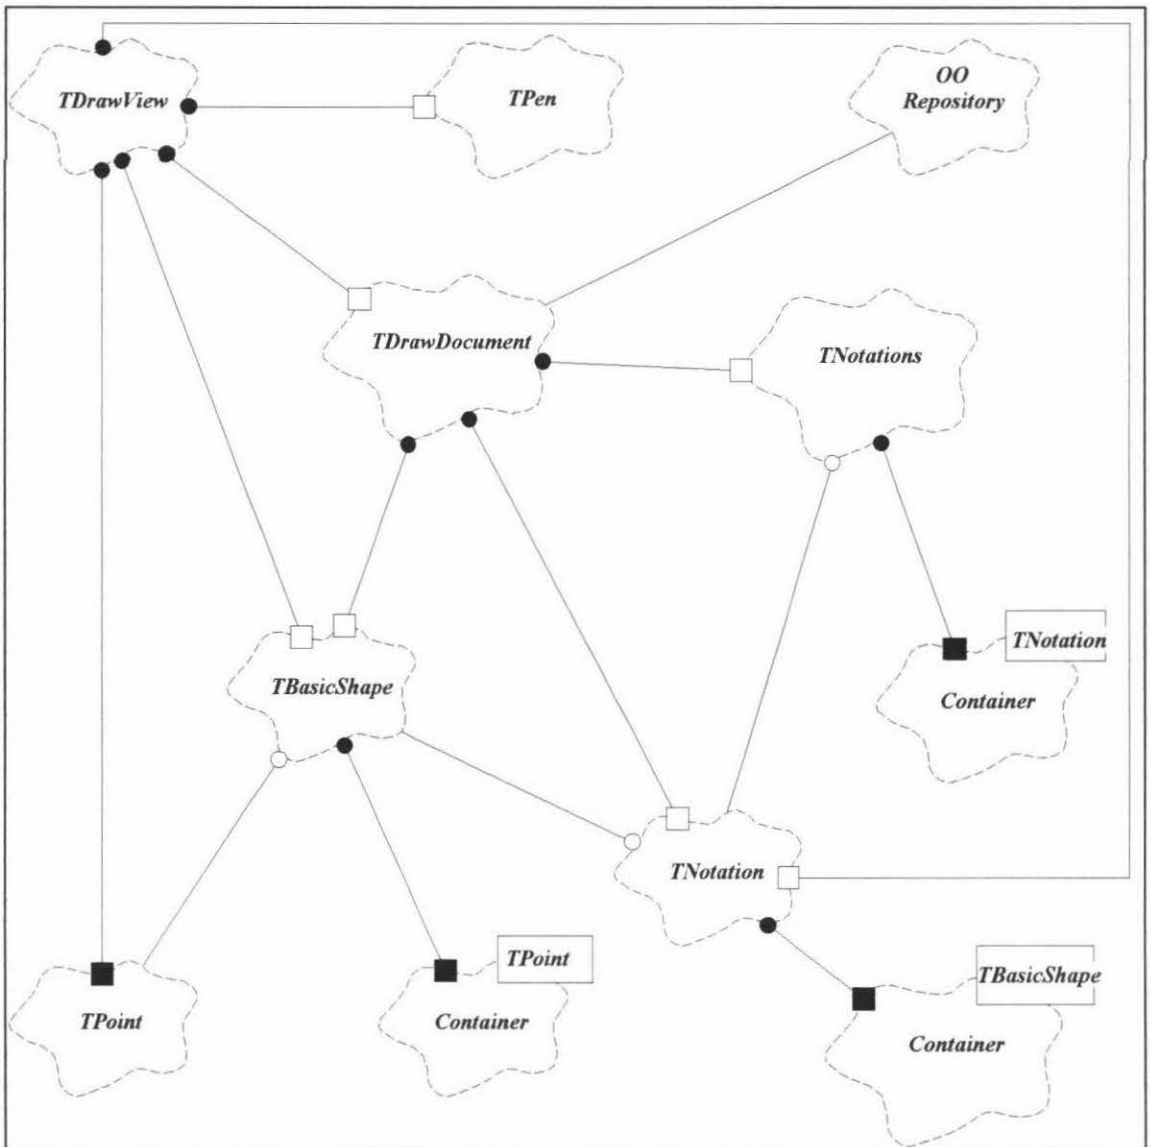 TDrawView
TPen
OO
Repository
TDrawDocument
TNotations
TNotation
Container
TBasicShape
TNotation
TPoint
TPoint
Container
TBasicShape
Container